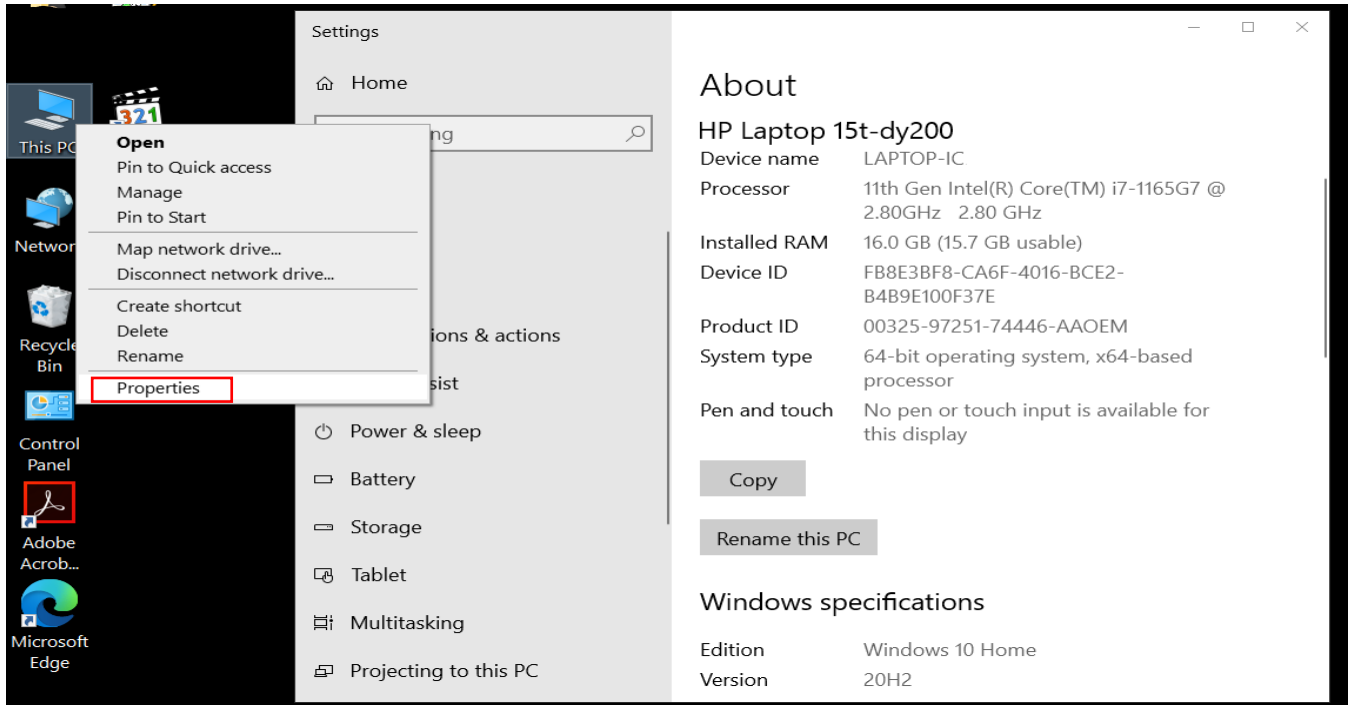 This PC
321
Networ
Recycle
Bin
Control
Panel
Adobe
Acrob...
Microsoft
Edge
Open
Pin to Quick access
Manage
Pin to Start
Map network drive...
Disconnect network drive...
Create shortcut
Delete
Rename
Properties
Settings
Home
ng
ions & actions
sist
Power & sleep
Battery
Storage
Tablet
Multitasking
Projecting to this PC
About
HP Laptop 15t-dy200
Device name LAPTOP-IC
Processor 11th Gen Intel(R) Core(TM) i7-1165G7 @
2.80GHz 2.80 GHz
Installed RAM 16.0 GB (15.7 GB usable)
Device ID FB8E3BF8-CA6F-4016-BCE2-
B4B9E100F37E
Product ID 00325-97251-74446-AAOEM
System type 64-bit operating system, x64-based
processor
Pen and touch No pen or touch input is available for
this display
Copy
Rename this PC
Windows specifications
Edition Windows 10 Home
Version 20H2